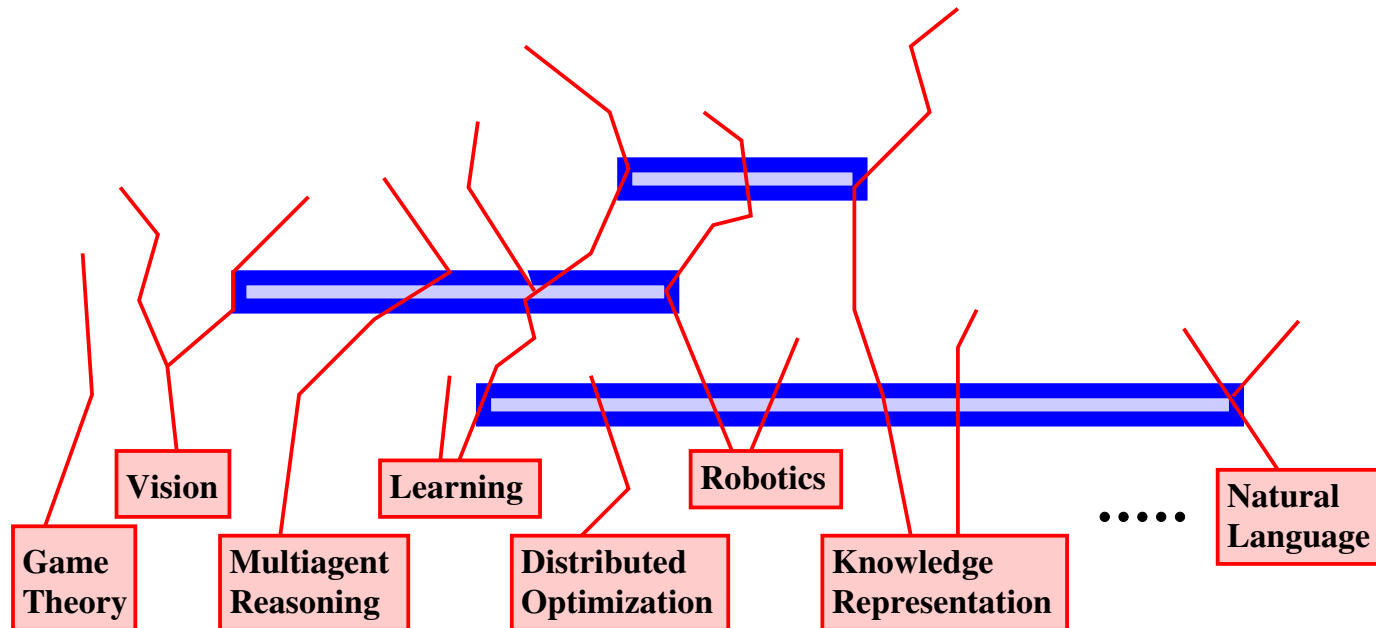 Vision
Learning
Robotics
Natural
Language
Game
Theory
Multiagent
Reasoning
Distributed
Optimization
Knowledge
Representation